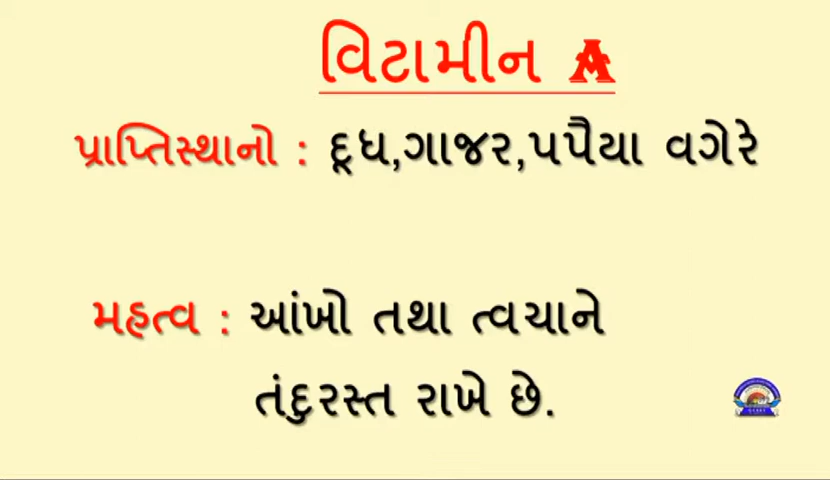 વિટામીન A
પ્રાપ્તિસ્થાનો : દૂધ,ગાજર,પપૈયા વગેરે
મહત્વ : આંખો તથા ત્વચાને
તંદુરસ્ત રાખે છે.